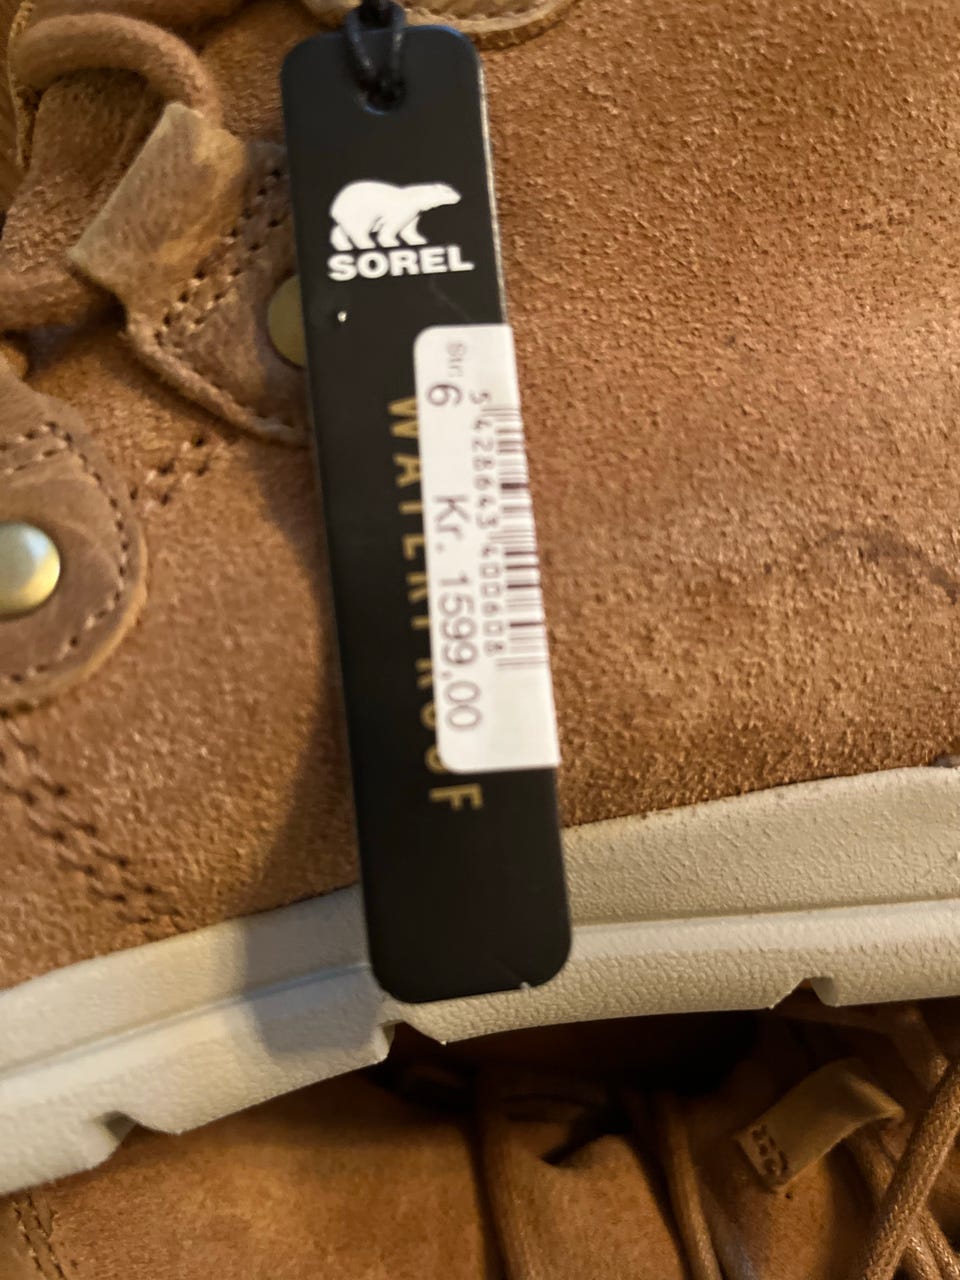 SOREL
WATERPROOF
Str: 6
Kr. 1599,00